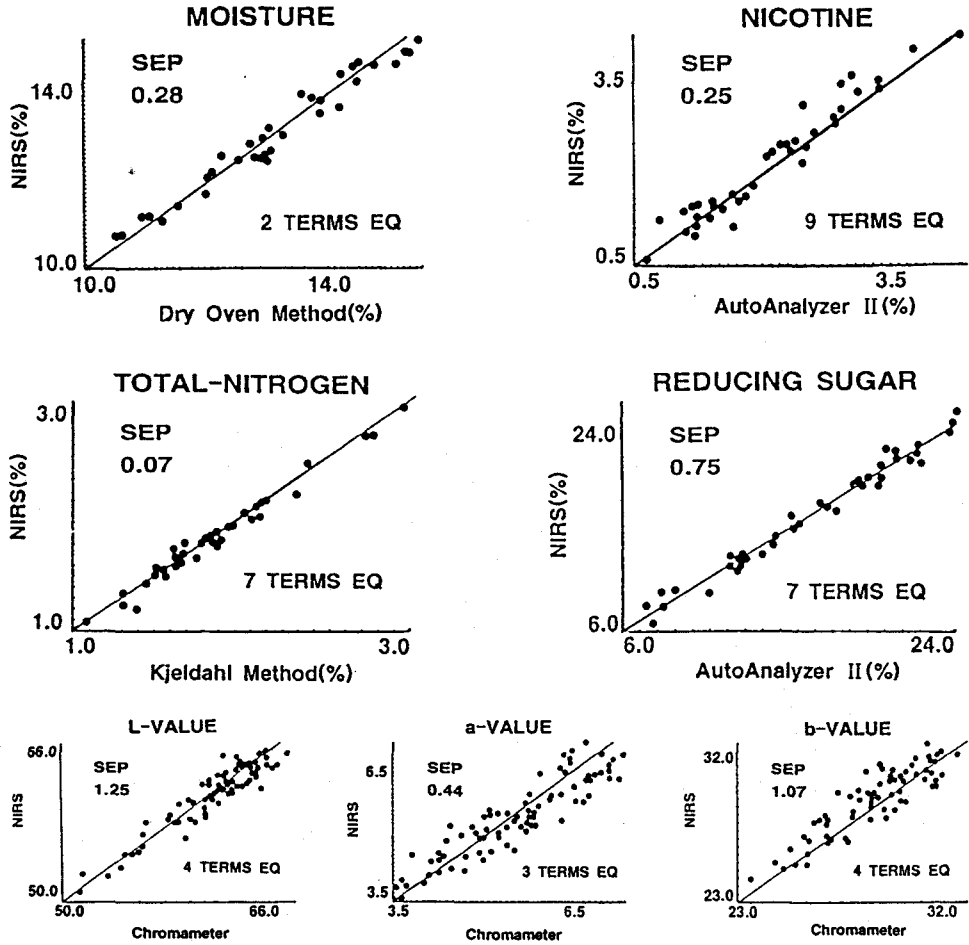 MOISTURE
SEP
0.28
14.0
NIRS(%)
2 TERMS EQ
10.0
10.0 14.0
Dry Oven Method(%)
NICOTINE
SEP
0.25
3.5
NIRS(%)
9 TERMS EQ
0.5
0.5 3.5
AutoAnalyzer II(%)
TOTAL-NITROGEN
3.0
SEP
0.07
NIRS(%)
7 TERMS EQ
1.0
1.0 3.0
Kjeldahl Method(%)
REDUCING SUGAR
24.0
SEP
0.75
NIRS(%)
7 TERMS EQ
6.0
6.0 24.0
AutoAnalyzer II(%)
L-VALUE
66.0
SEP
1.25
NIRS
4 TERMS EQ
50.0
50.0 66.0
Chromameter
a-VALUE
6.5
SEP
0.44
NIRS
3 TERMS EQ
3.5
3.5 6.5
Chromameter
b-VALUE
32.0
SEP
1.07
NIRS
4 TERMS EQ
23.0
23.0 32.0
Chromameter